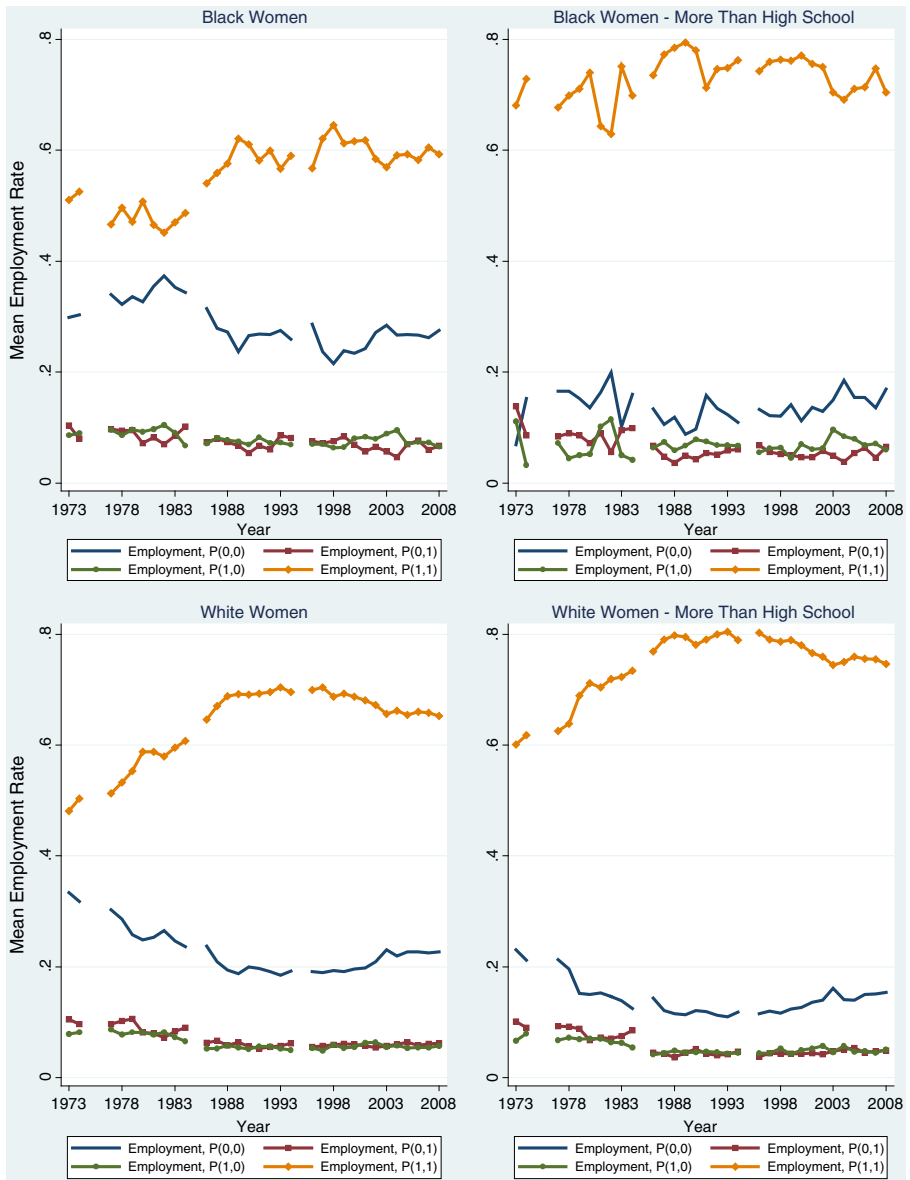 Black Women
Mean Employment Rate
.8
.6
.4
.2
0
1973 1978 1983 1988 1993 1998 2003 2008
Year
Employment, P(0,0) Employment, P(0,1)
Employment, P(1,0) Employment, P(1,1)
Black Women - More Than High School
.8
.6
.4
.2
0
1973 1978 1983 1988 1993 1998 2003 2008
Year
Employment, P(0,0) Employment, P(0,1)
Employment, P(1,0) Employment, P(1,1)
White Women
Mean Employment Rate
.8
.6
.4
.2
0
1973 1978 1983 1988 1993 1998 2003 2008
Year
Employment, P(0,0) Employment, P(0,1)
Employment, P(1,0) Employment, P(1,1)
White Women - More Than High School
.8
.6
.4
.2
0
1973 1978 1983 1988 1993 1998 2003 2008
Year
Employment, P(0,0) Employment, P(0,1)
Employment, P(1,0) Employment, P(1,1)